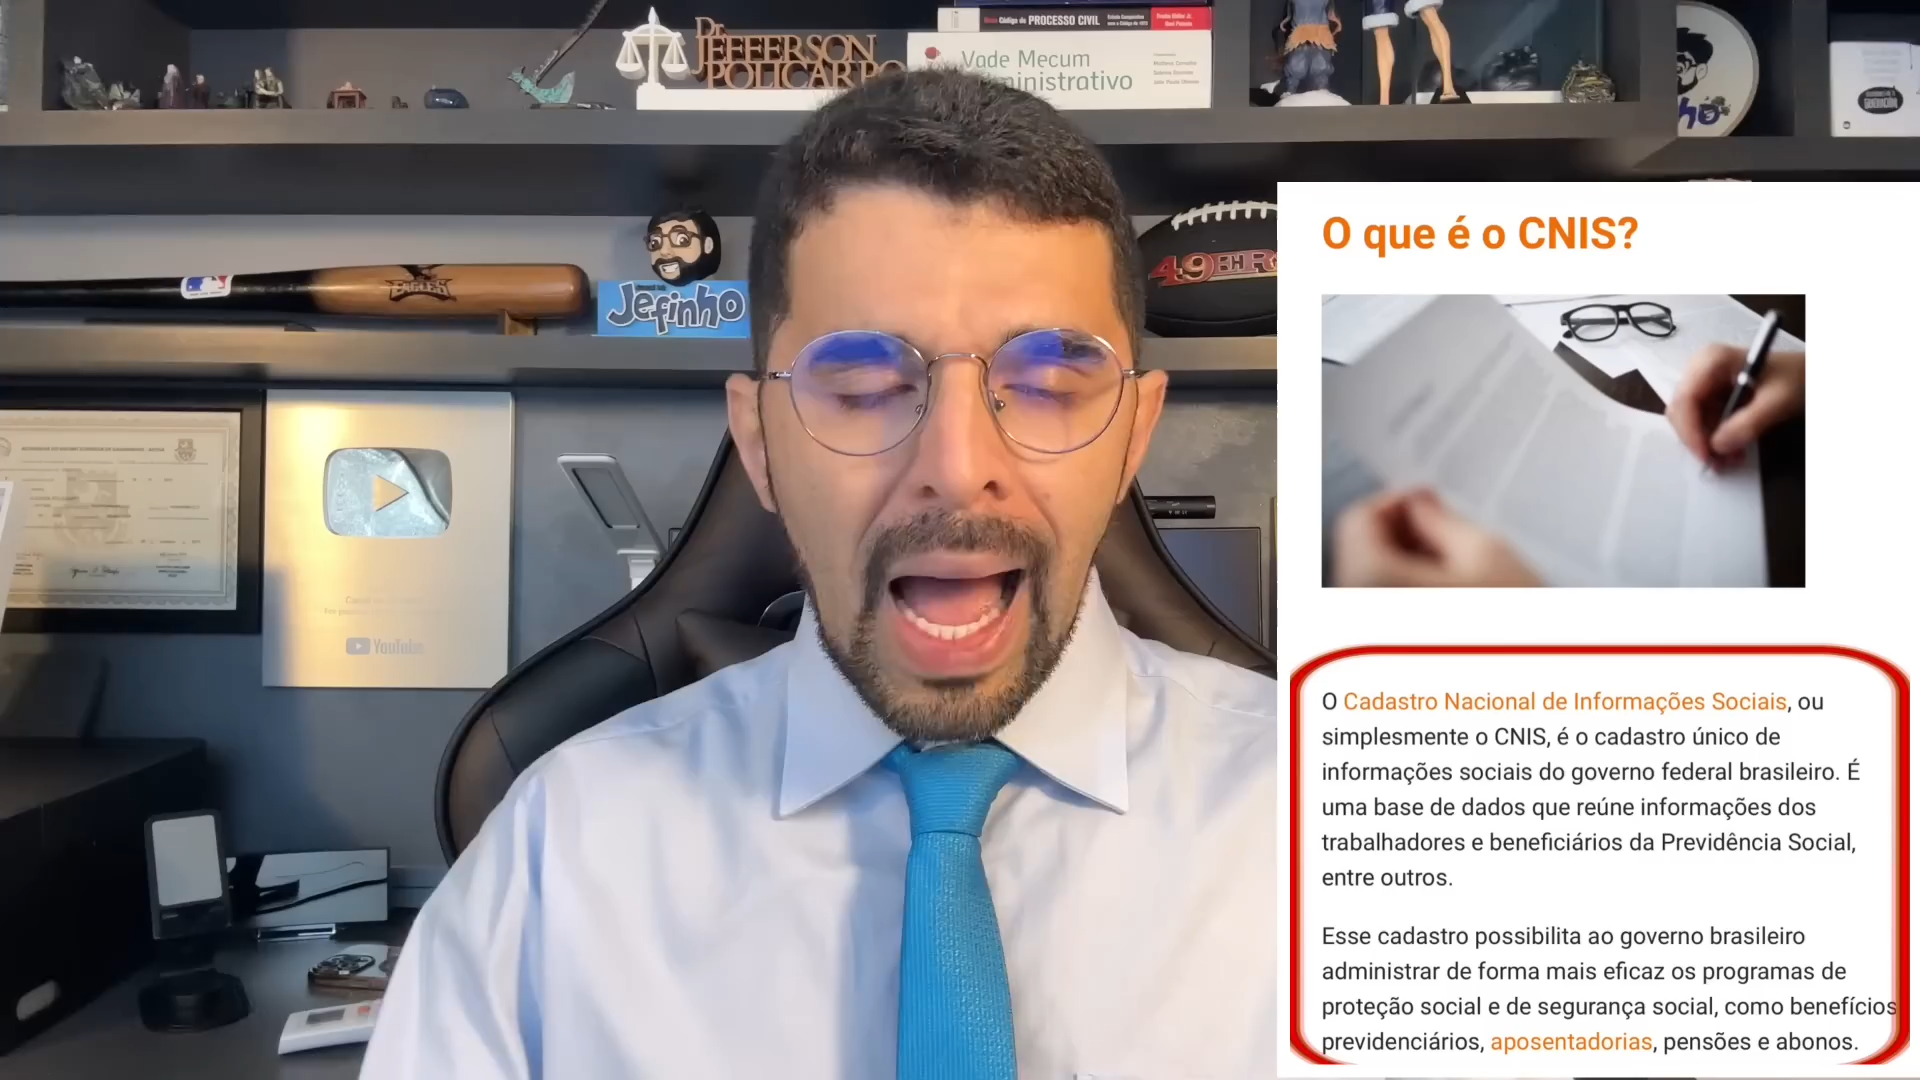 Dr.
JEFFERSON
POLICARPO
Código de PROCESSO CIVIL
Vade Mecum
ministrativo
EAGLES
Jefinho
49ERS
YouTube
O que é o CNIS?
O Cadastro Nacional de Informações Sociais, ou
simplesmente o CNIS, é o cadastro único de
informações sociais do governo federal brasileiro. É
uma base de dados que reúne informações dos
trabalhadores e beneficiários da Previdência Social,
entre outros.
Esse cadastro possibilita ao governo brasileiro
administrar de forma mais eficaz os programas de
proteção social e de segurança social, como benefícios
previdenciários, aposentadorias, pensões e abonos.